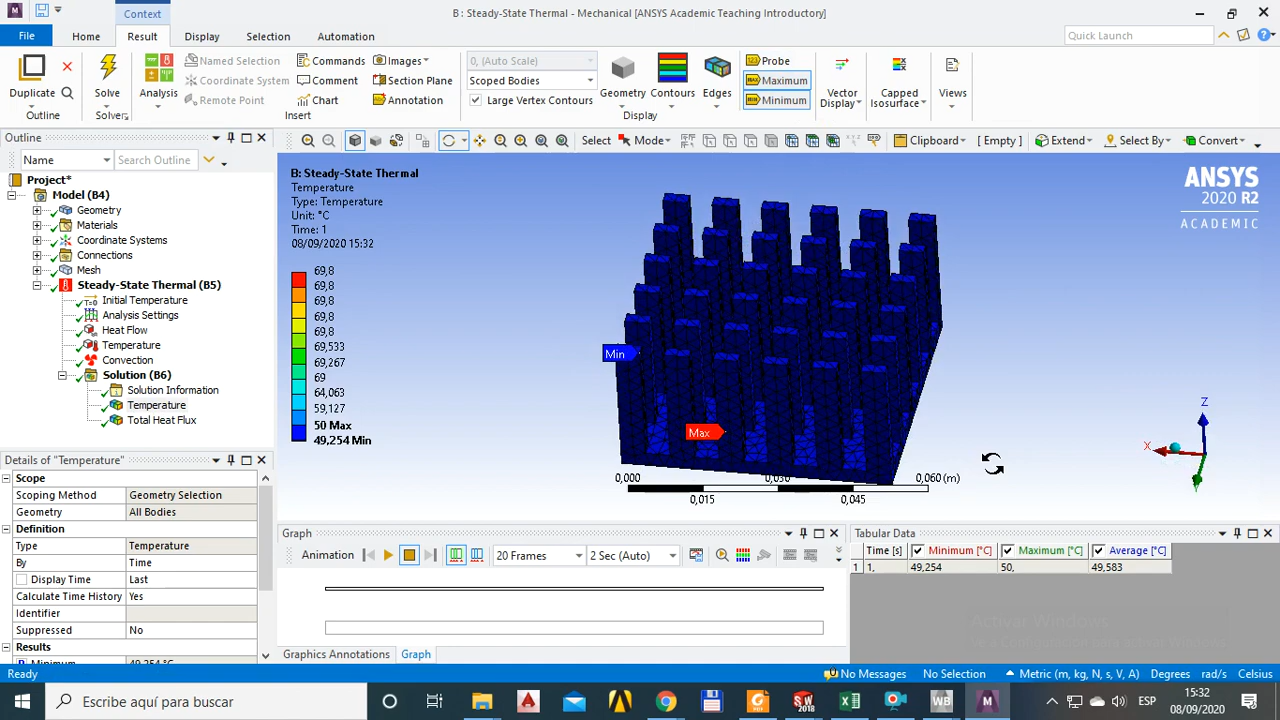 Context
B : Steady-State Thermal - Mechanical [ANSYS Academic Teaching Introductory]
File Home Result Display Selection Automation
Quick Launch
Duplicate
Outline
Solve
Solver
Analysis
Named Selection
Coordinate System
Remote Point
Commands
Comment
Chart
Images
Section Plane
Annotation
Insert
0, (Auto Scale)
Scoped Bodies
Large Vertex Contours
Geometry
Contours
Edges
Probe
Maximum
Minimum
Display
Vector Display
Capped Isosurface
Views
Outline
Name
Search Outline
Project*
Model (B4)
Geometry
Materials
Coordinate Systems
Connections
Mesh
Steady-State Thermal (B5)
Initial Temperature
Analysis Settings
Heat Flow
Temperature
Convection
Solution (B6)
Solution Information
Temperature
Total Heat Flux
Select Mode
Clipboard
[ Empty ]
Extend
Select By
Convert
B: Steady-State Thermal
Temperature
Type: Temperature
Unit: °C
Time: 1
08/09/2020 15:32
69,8
69,8
69,8
69,8
69,533
69,267
69
64,063
59,127
50 Max
49,254 Min
Min
Max
ANSYS
2020 R2
ACADEMIC
Z
X
Y
0,000 0,030 0,060 (m)
0,015 0,045
Details of "Temperature"
Scope
Scoping Method Geometry Selection
Geometry All Bodies
Definition
Type Temperature
By Time
Display Time Last
Calculate Time History Yes
Identifier
Suppressed No
Results
Minimum 49,254 °C
Graph
Animation
20 Frames
2 Sec (Auto)
Graphics Annotations
Graph
Tabular Data
Time [s] Minimum [°C] Maximum [°C] Average [°C]
1 1, 49,254 50, 49,583
Activar Windows
Ready
No Messages No Selection Metric (m, kg, N, s, V, A) Degrees rad/s Celsius
Escribe aquí para buscar
ESP
15:32
08/09/2020